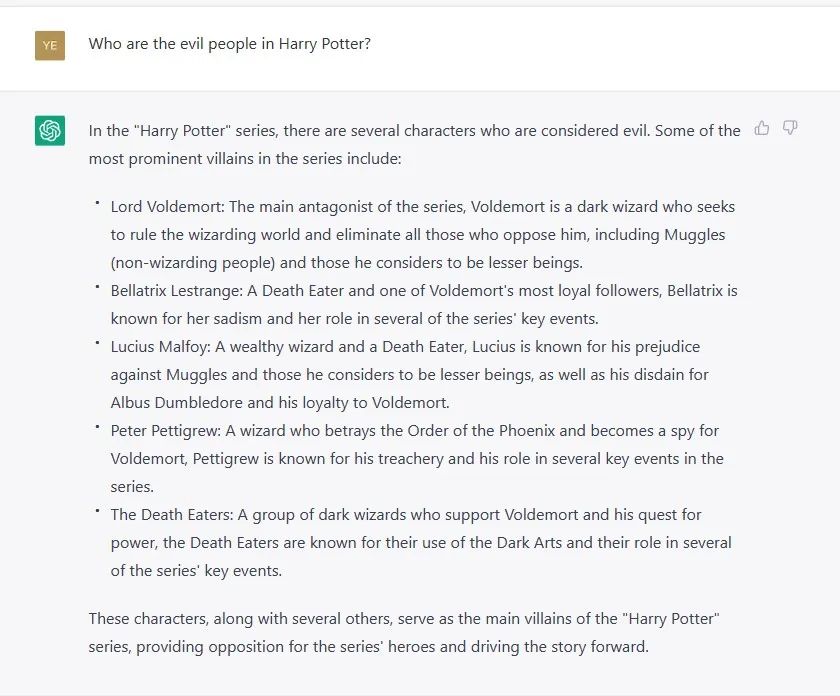 YE
Who are the evil people in Harry Potter?
In the "Harry Potter" series, there are several characters who are considered evil. Some of the
most prominent villains in the series include:
• Lord Voldemort: The main antagonist of the series, Voldemort is a dark wizard who seeks
to rule the wizarding world and eliminate all those who oppose him, including Muggles
(non-wizarding people) and those he considers to be lesser beings.
• Bellatrix Lestrange: A Death Eater and one of Voldemort's most loyal followers, Bellatrix is
known for her sadism and her role in several of the series' key events.
• Lucius Malfoy: A wealthy wizard and a Death Eater, Lucius is known for his prejudice
against Muggles and those he considers to be lesser beings, as well as his disdain for
Albus Dumbledore and his loyalty to Voldemort.
• Peter Pettigrew: A wizard who betrays the Order of the Phoenix and becomes a spy for
Voldemort, Pettigrew is known for his treachery and his role in several key events in the
series.
• The Death Eaters: A group of dark wizards who support Voldemort and his quest for
power, the Death Eaters are known for their use of the Dark Arts and their role in several
of the series' key events.
These characters, along with several others, serve as the main villains of the "Harry Potter"
series, providing opposition for the series' heroes and driving the story forward.